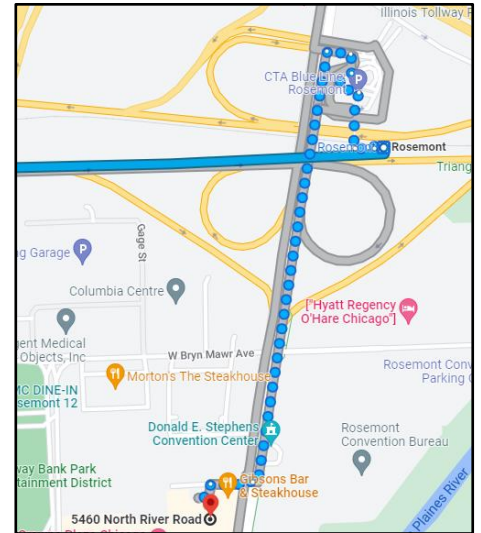 Illinois Tollway
CTA Blue Line
Rosemont
P
Rosemont
Rosemont
Triang
ng Garage
P
Gage St
Columbia Centre
["Hyatt Regency
O'Hare Chicago"]
ent Medical
Objects, Inc
W Bryn Mawr Ave
Rosemont Conv
Parking
Morton's The Steakhouse
MC DINE-IN
semont 12
Donald E. Stephens
Convention Center
Rosemont
Convention Bureau
way Bank Park
tainment District
Gibsons Bar
& Steakhouse
Plaines River
5460 North River Road